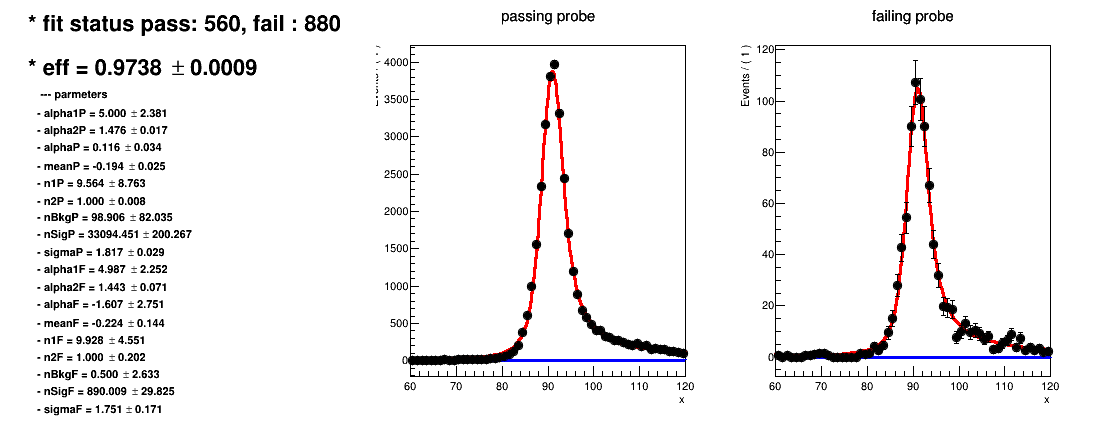 * fit status pass: 560, fail : 880
* eff = 0.9738 ± 0.0009
--- parmeters
- alpha1P = 5.000 ± 2.381
- alpha2P = 1.476 ± 0.017
- alphaP = 0.116 ± 0.034
- meanP = -0.194 ± 0.025
- n1P = 9.564 ± 8.763
- n2P = 1.000 ± 0.008
- nBkgP = 98.906 ± 82.035
- nSigP = 33094.451 ± 200.267
- sigmaP = 1.817 ± 0.029
- alpha1F = 4.987 ± 2.252
- alpha2F = 1.443 ± 0.071
- alphaF = -1.607 ± 2.751
- meanF = -0.224 ± 0.144
- n1F = 9.928 ± 4.551
- n2F = 1.000 ± 0.202
- nBkgF = 0.500 ± 2.633
- nSigF = 890.009 ± 29.825
- sigmaF = 1.751 ± 0.171
passing probe
4000
3500
3000
2500
2000
1500
1000
500
0
60 70 80 90 100 110 120
x
failing probe
Events / ( 1 )
120
100
80
60
40
20
0
60 70 80 90 100 110 120
x